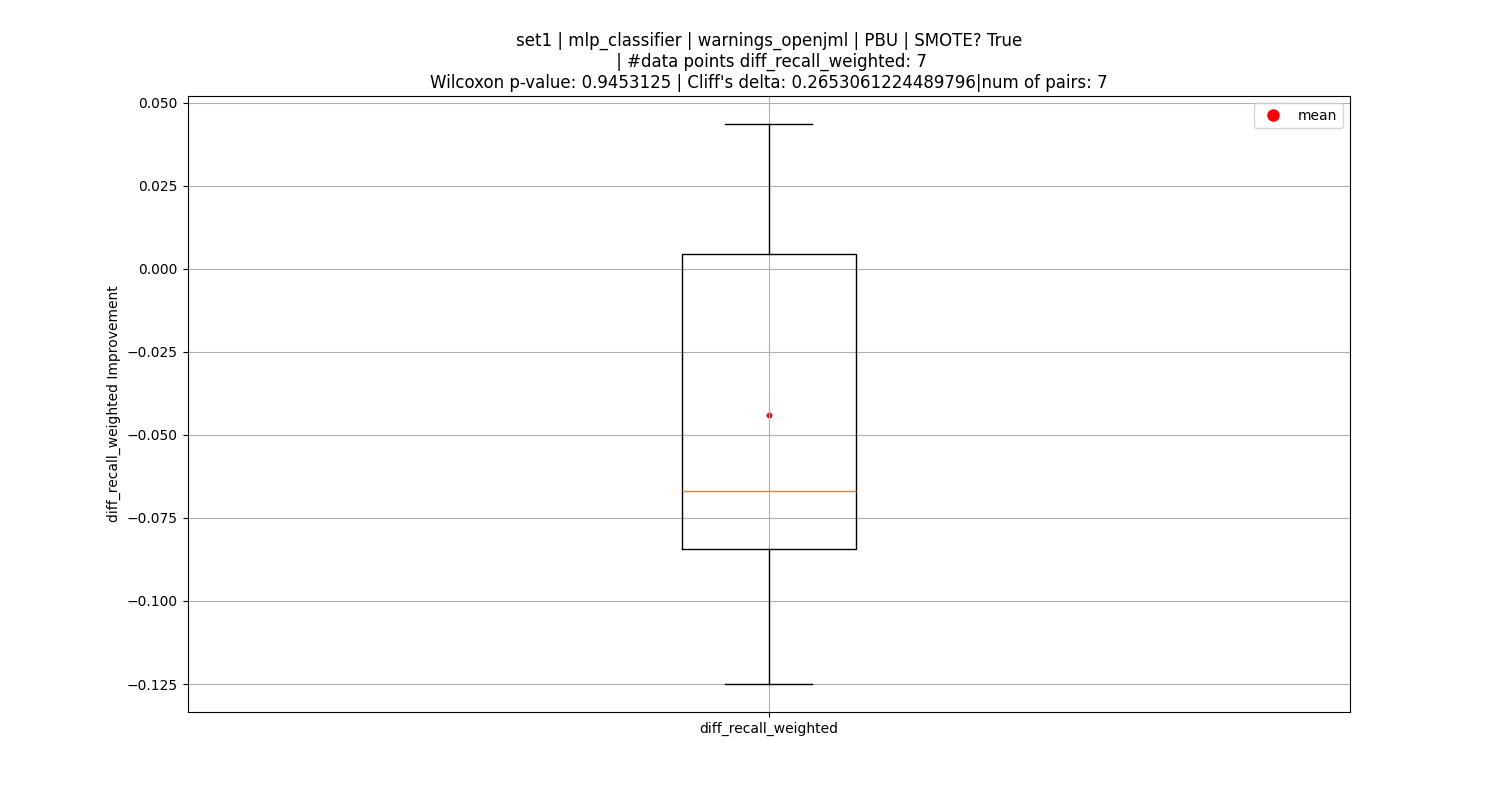 set1 | mlp_classifier | warnings_openjml | PBU | SMOTE? True
| #data points diff_recall_weighted: 7
Wilcoxon p-value: 0.9453125 | Cliff's delta: 0.2653061224489796|num of pairs: 7
mean
0.050
0.025
0.000
−0.025
−0.050
−0.075
−0.100
−0.125
diff_recall_weighted Improvement
diff_recall_weighted